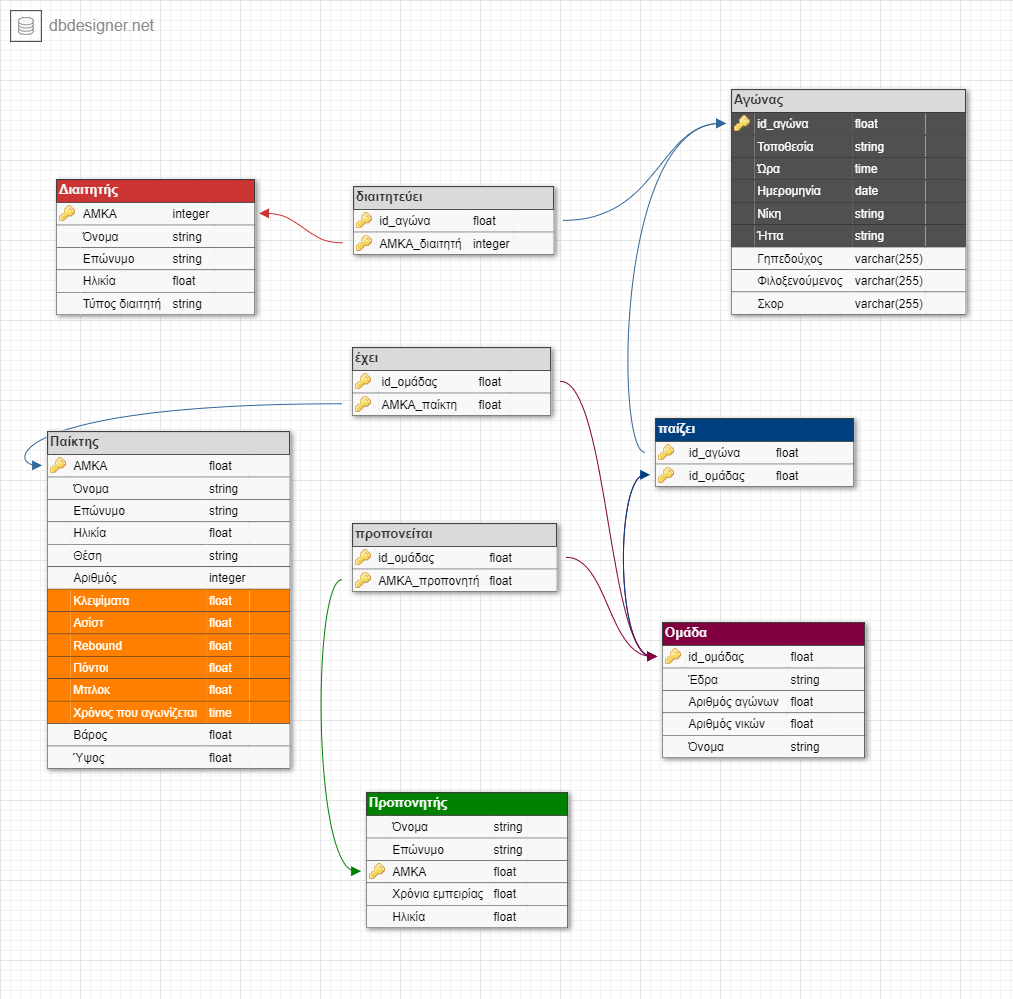 dbdesigner.net
Αγώνας
id_αγώνα float
Τοποθεσία string
Ώρα time
Ημερομηνία date
Νίκη string
Ήττα string
Γηπεδούχος varchar(255)
Φιλοξενούμενος varchar(255)
Σκορ varchar(255)
Διαιτητής
ΑΜΚΑ integer
Όνομα string
Επώνυμο string
Ηλικία float
Τύπος διαιτητή string
διαιτητεύει
id_αγώνα float
ΑΜΚΑ_διαιτητή integer
έχει
id_ομάδας float
ΑΜΚΑ_παίκτη float
παίζει
id_αγώνα float
id_ομάδας float
Παίκτης
ΑΜΚΑ float
Όνομα string
Επώνυμο string
Ηλικία float
Θέση string
Αριθμός integer
Κλεψίματα float
Ασίστ float
Rebound float
Πόντοι float
Μπλοκ float
Χρόνος που αγωνίζεται time
Βάρος float
Ύψος float
προπονείται
id_ομάδας float
ΑΜΚΑ_προπονητή float
Ομάδα
id_ομάδας float
Έδρα string
Αριθμός αγώνων float
Αριθμός νικών float
Όνομα string
Προπονητής
Όνομα string
Επώνυμο string
ΑΜΚΑ float
Χρόνια εμπειρίας float
Ηλικία float